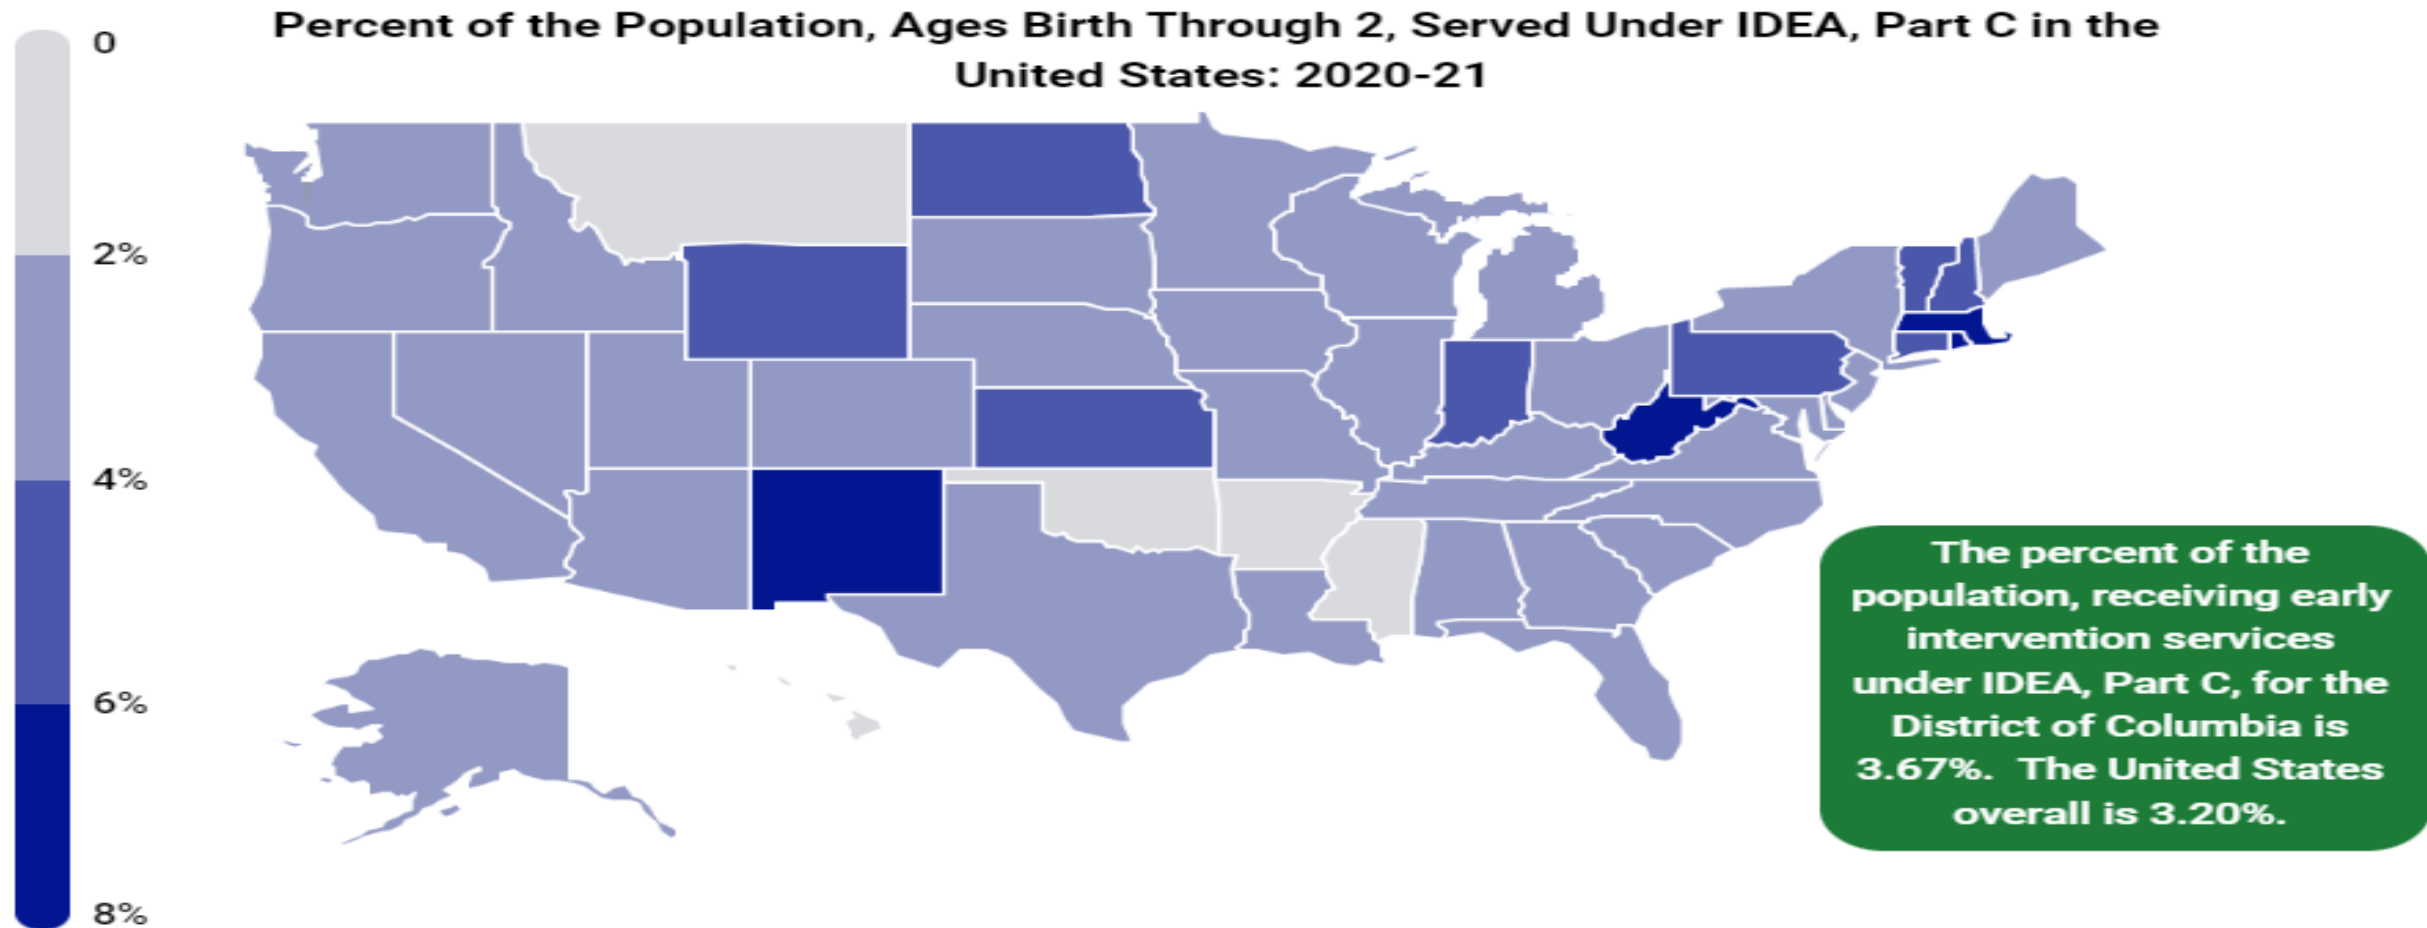 Percent of the Population, Ages Birth Through 2, Served Under IDEA, Part C in the
United States: 2020-21
0
2%
4%
6%
8%
The percent of the
population, receiving early
intervention services
under IDEA, Part C, for the
District of Columbia is
3.67%.  The United States
overall is 3.20%.